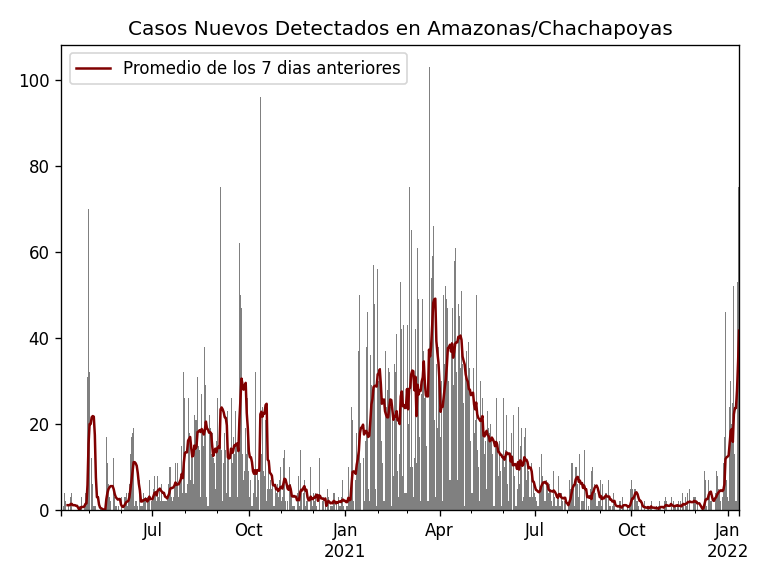 Casos Nuevos Detectados en Amazonas/Chachapoyas
Promedio de los 7 dias anteriores
100
80
60
40
20
0
Jul Oct Jan Apr Jul Oct Jan
2021 2022